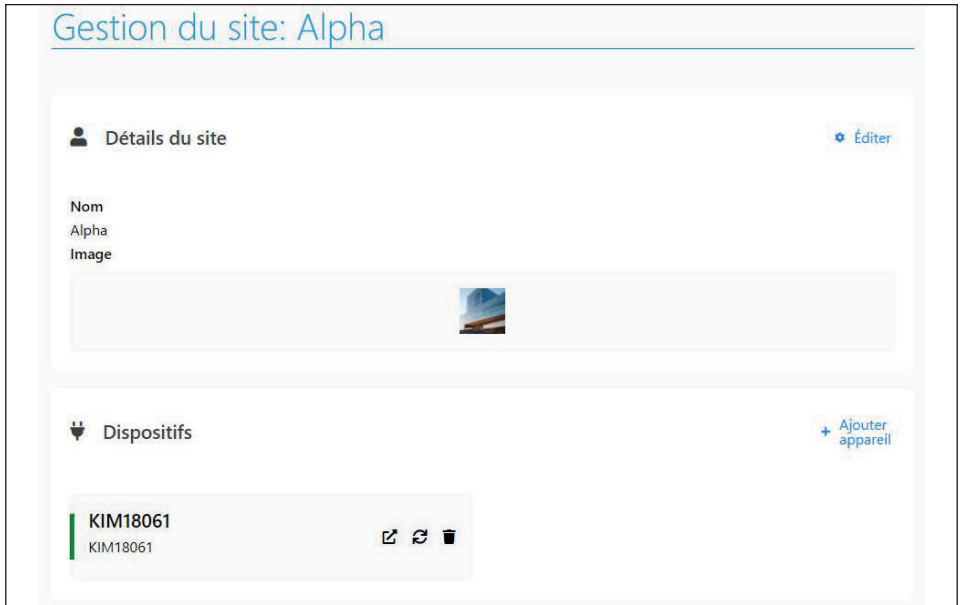 Gestion du site: Alpha
Détails du site
Éditer
Nom
Alpha
Image
Dispositifs
Ajouter
appareil
KIM18061
KIM18061